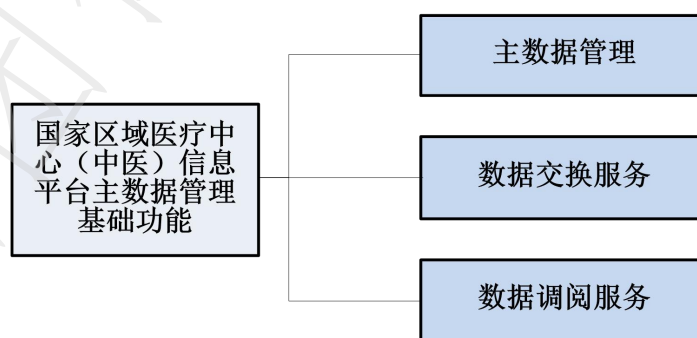 主数据管理
国家区域医疗中
心（中医）信息
平台主数据管理
基础功能
数据交换服务
数据调阅服务